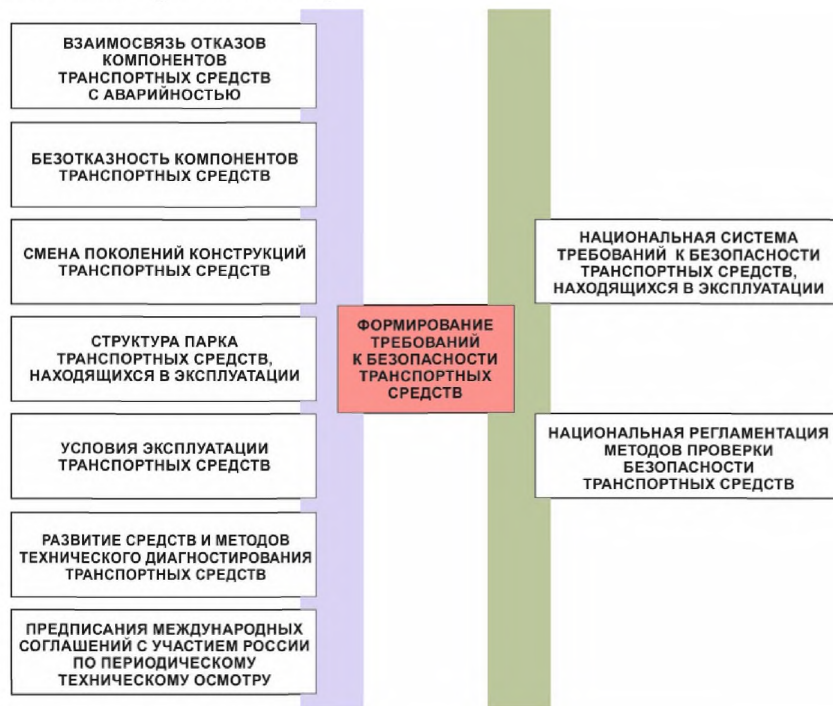 ВЗАИМОСВЯЗЬ ОТКАЗОВ
КОМПОНЕНТОВ
ТРАНСПОРТНЫХ СРЕДСТВ
С АВАРИЙНОСТЬЮ
БЕЗОТКАЗНОСТЬ КОМПОНЕНТОВ
ТРАНСПОРТНЫХ СРЕДСТВ
СМЕНА ПОКОЛЕНИЙ КОНСТРУКЦИЙ
ТРАНСПОРТНЫХ СРЕДСТВ
СТРУКТУРА ПАРКА
ТРАНСПОРТНЫХ СРЕДСТВ,
НАХОДЯЩИХСЯ В ЭКСПЛУАТАЦИИ
УСЛОВИЯ ЭКСПЛУАТАЦИИ
ТРАНСПОРТНЫХ СРЕДСТВ
РАЗВИТИЕ СРЕДСТВ И МЕТОДОВ
ТЕХНИЧЕСКОГО ДИАГНОСТИРОВАНИЯ
ТРАНСПОРТНЫХ СРЕДСТВ
ПРЕДПИСАНИЯ МЕЖДУНАРОДНЫХ
СОГЛАШЕНИЙ С УЧАСТИЕМ РОССИИ
ПО ПЕРИОДИЧЕСКОМУ
ТЕХНИЧЕСКОМУ ОСМОТРУ
ФОРМИРОВАНИЕ
ТРЕБОВАНИЙ
К БЕЗОПАСНОСТИ
ТРАНСПОРТНЫХ
СРЕДСТВ
НАЦИОНАЛЬНАЯ СИСТЕМА
ТРЕБОВАНИЙ К БЕЗОПАСНОСТИ
ТРАНСПОРТНЫХ СРЕДСТВ,
НАХОДЯЩИХСЯ В ЭКСПЛУАТАЦИИ
НАЦИОНАЛЬНАЯ РЕГЛАМЕНТАЦИЯ
МЕТОДОВ ПРОВЕРКИ
БЕЗОПАСНОСТИ
ТРАНСПОРТНЫХ СРЕДСТВ